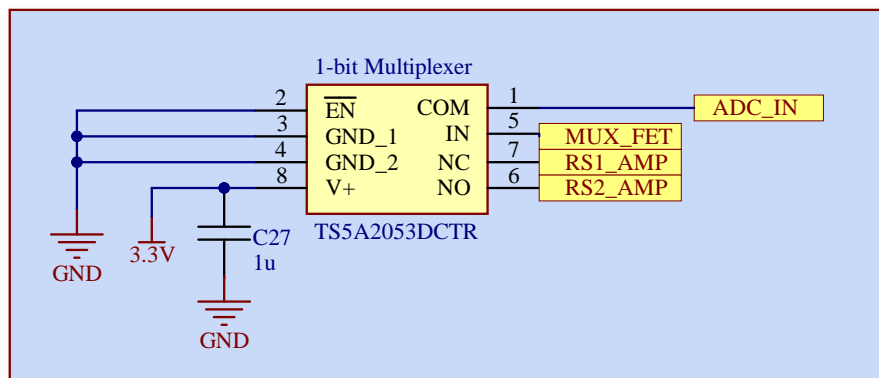 1-bit Multiplexer
2 EN COM 1 ADC_IN
3 GND_1 IN 5 MUX_FET
4 GND_2 NC 7 RS1_AMP
8 V+ NO 6 RS2_AMP
TS5A2053DCTR
C27
1u
3.3V
GND
GND